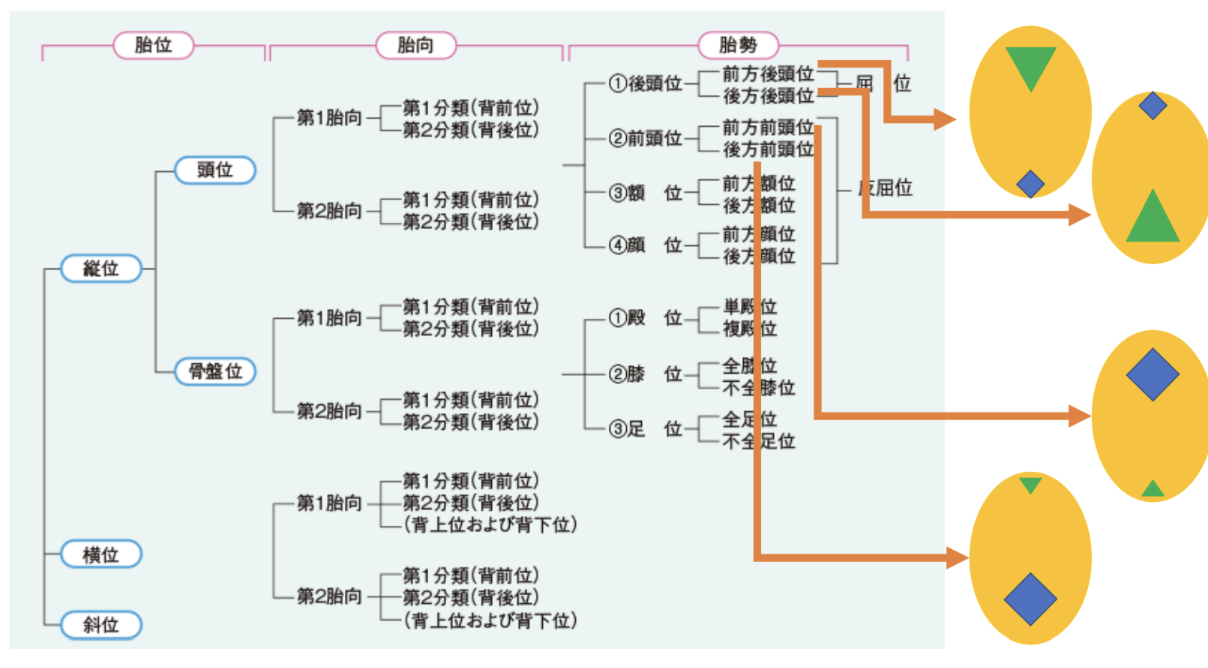 胎位
胎向
胎勢
縦位
頭位
第1胎向
第1分類(背前位)
第2分類(背後位)
第2胎向
第1分類(背前位)
第2分類(背後位)
①後頭位
前方後頭位
後方後頭位
屈 位
②前頭位
前方前頭位
後方前頭位
③額 位
前方額位
後方額位
④顔 位
前方顔位
後方顔位
反屈位
骨盤位
第1胎向
第1分類(背前位)
第2分類(背後位)
第2胎向
第1分類(背前位)
第2分類(背後位)
①殿 位
単殿位
複殿位
②膝 位
全膝位
不全膝位
③足 位
全足位
不全足位
横位
斜位
第1胎向
第1分類(背前位)
第2分類(背後位)
(背上位および背下位)
第2胎向
第1分類(背前位)
第2分類(背後位)
(背上位および背下位)